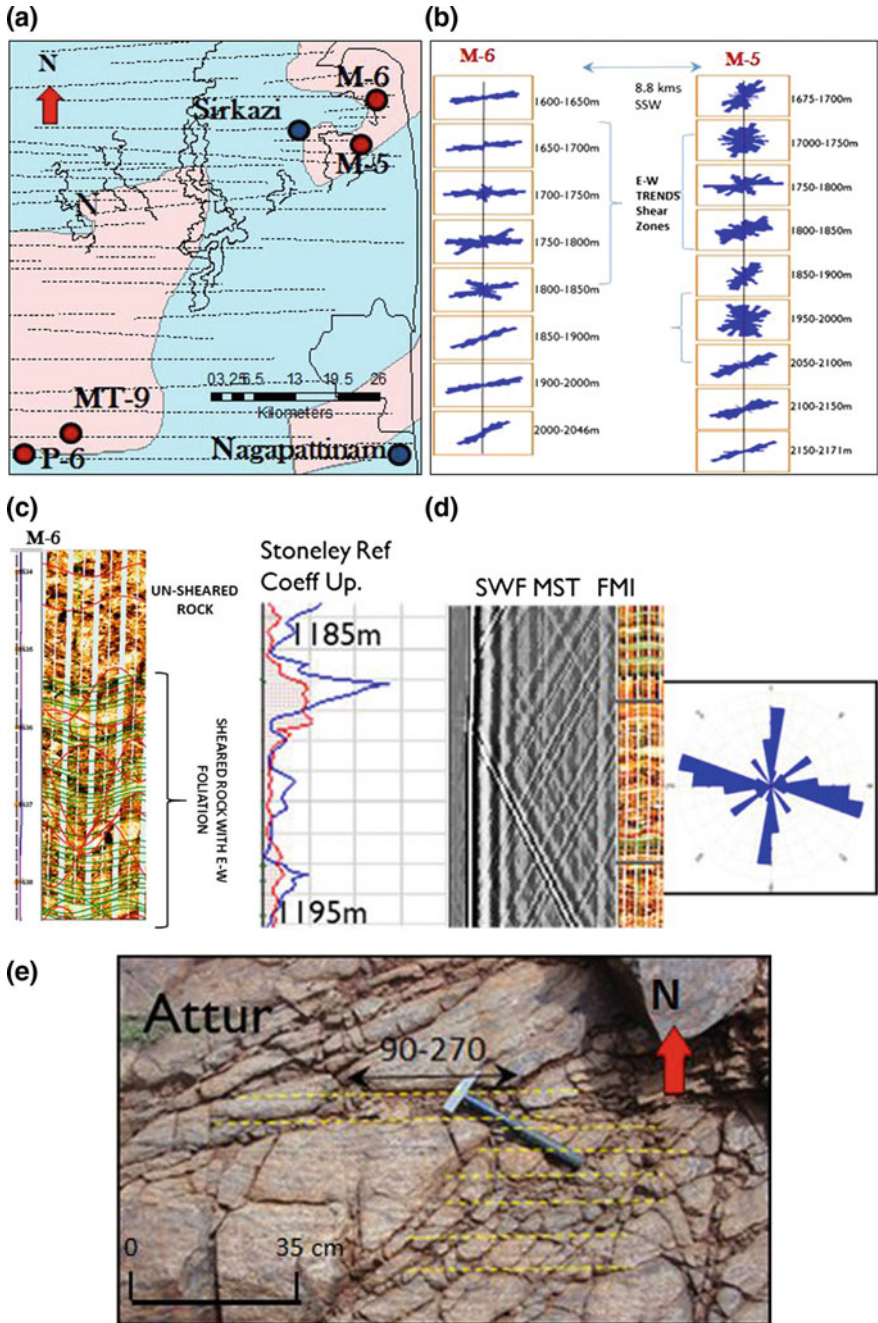 (a)
N
M-6
Sirkazi
M-5
N
MT-9
P-6
Nagapattinam
03.256.5 13 19.5 26
Kilometers
(b)
M-6
M-5
8.8 kms
SSW
1600-1650m
1650-1700m
1700-1750m
1750-1800m
1800-1850m
1850-1900m
1900-2000m
2000-2046m
E-W
TRENDS
Shear
Zones
1675-1700m
17000-1750m
1750-1800m
1800-1850m
1850-1900m
1950-2000m
2050-2100m
2100-2150m
2150-2171m
(c)
M-6
UN-SHEARED
ROCK
SHEARED ROCK WITH E-W
FOLIATION
Stoneley Ref
Coeff Up.
1185m
1195m
(d)
SWF MST FMI
(e)
Attur
90-270
N
0 35 cm